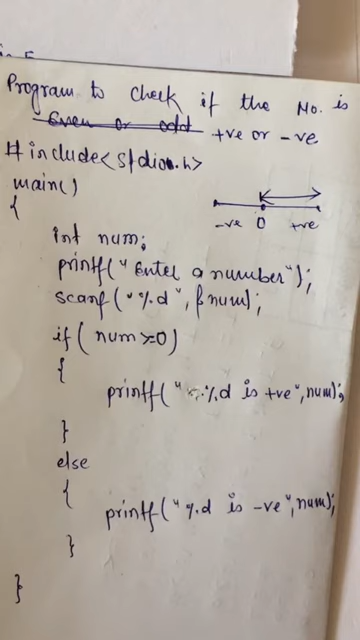 Program to check if the No. is
Even or odd +ve or -ve
#include<stdio.h>
main()
{
-ve 0 +ve
int num;
printf("Enter a number");
scanf("%d", &num);
if( num>=0)
{
printf("%d is +ve",num);
}
else
{
printf("%d is -ve",num);
}
}